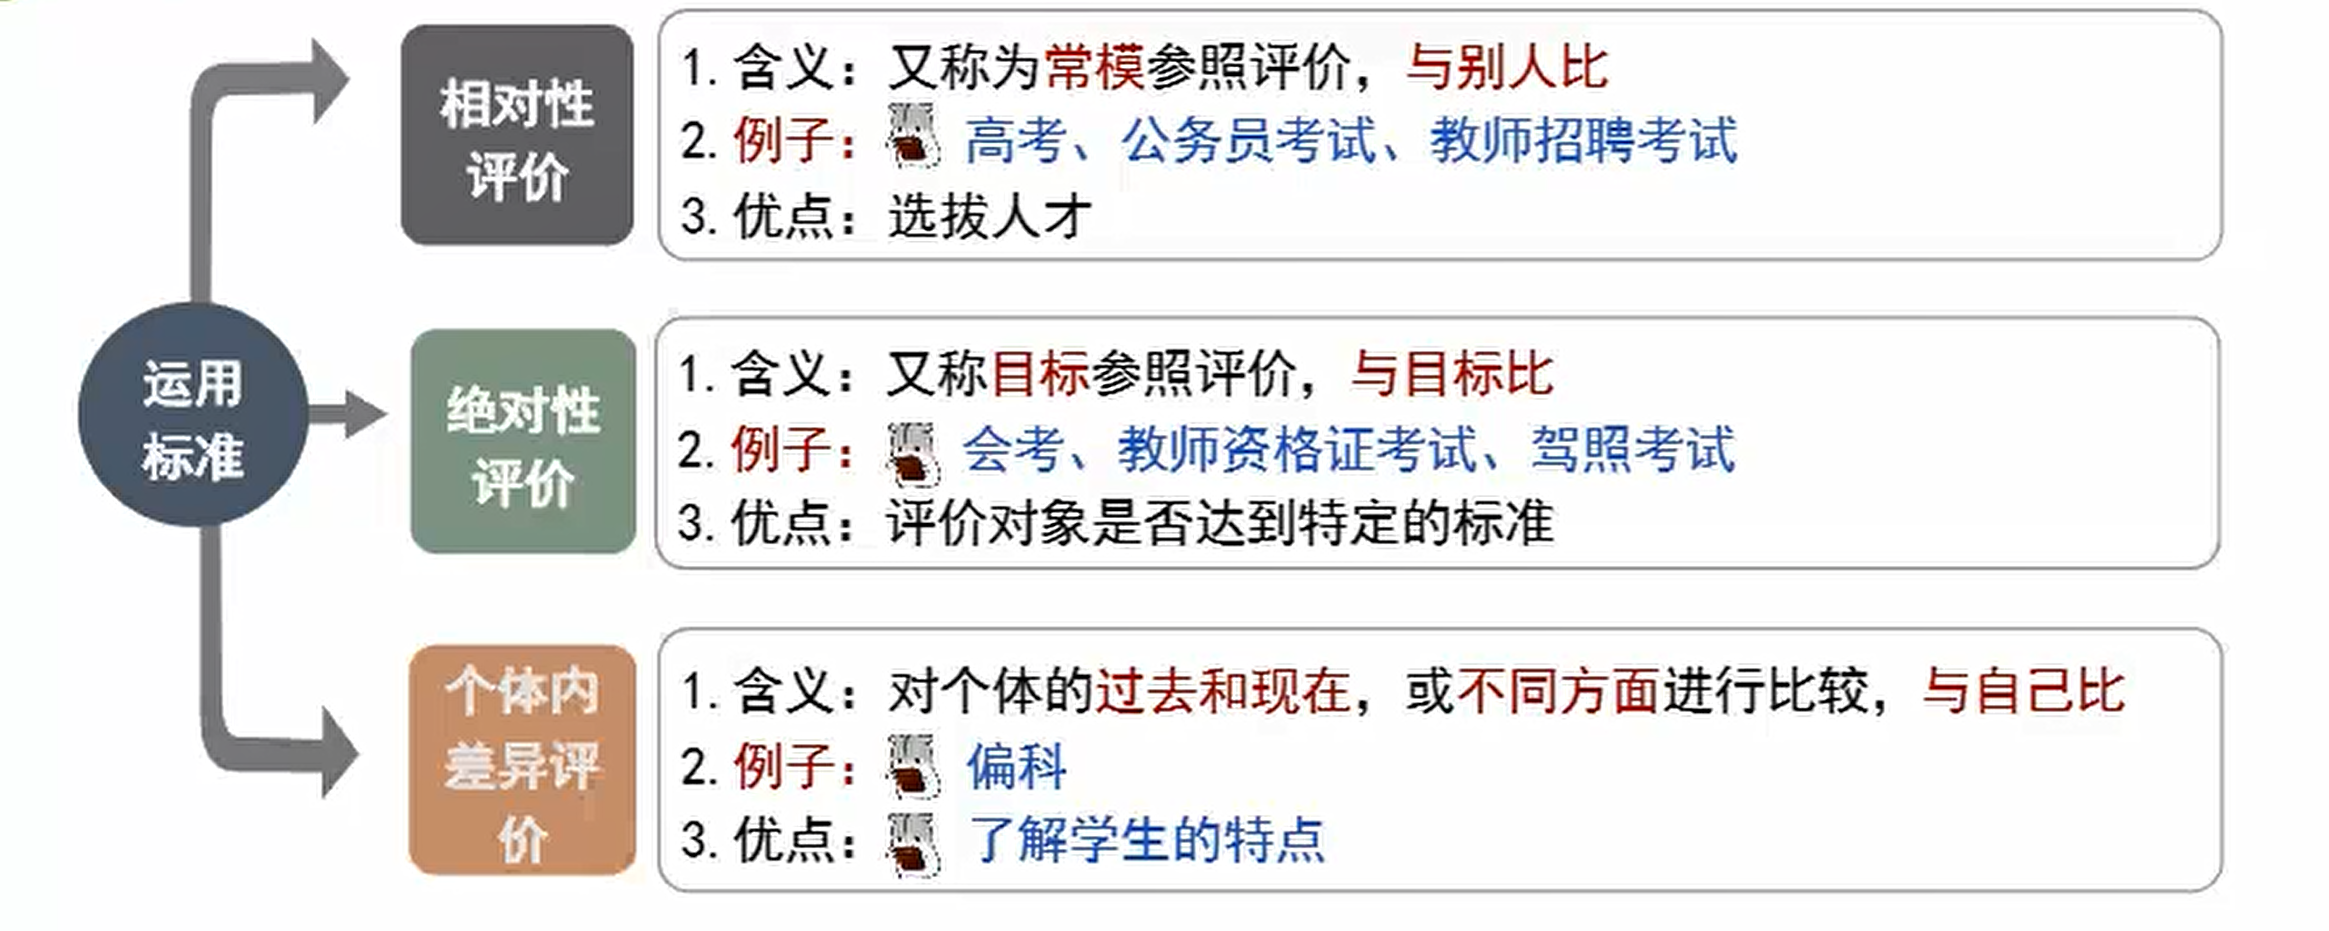 相对性
评价
1. 含义：又称为常模参照评价，与别人比
2. 例子：高考、公务员考试、教师招聘考试
3. 优点：选拔人才
运用
标准
绝对性
评价
1. 含义：又称目标参照评价，与目标比
2. 例子：会考、教师资格证考试、驾照考试
3. 优点：评价对象是否达到特定的标准
个体内
差异评
价
1. 含义：对个体的过去和现在，或不同方面进行比较，与自己比
2. 例子：偏科
3. 优点：了解学生的特点